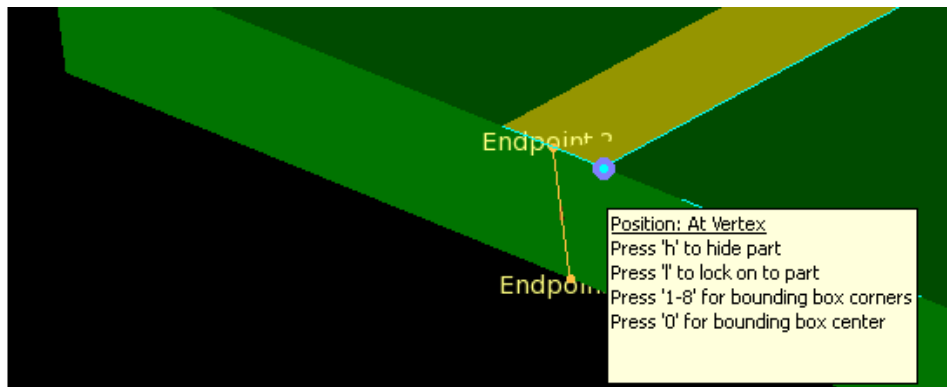 Endpoint 2
Position: At Vertex
Press 'h' to hide part
Press 'l' to lock on to part
Press '1-8' for bounding box corners
Press '0' for bounding box center